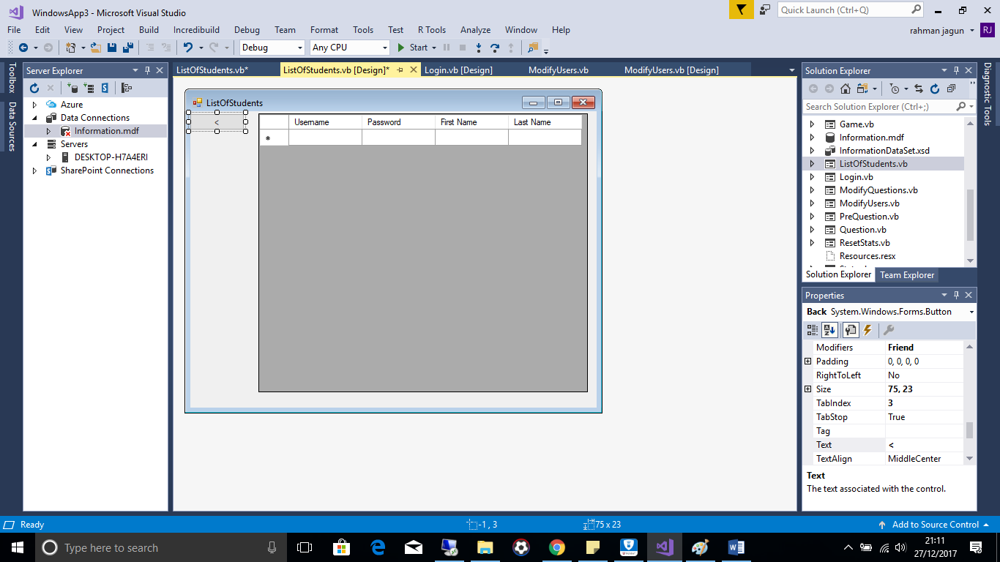 WindowsApp3 - Microsoft Visual Studio
Quick Launch (Ctrl+Q)
File Edit View Project Build Incredibuild Debug Team Format Tools Test R Tools Analyze Window Help
rahman jagun RJ
Debug Any CPU Start
Toolbox
Data Sources
Server Explorer
Azure
Data Connections
Information.mdf
Servers
DESKTOP-H7A4ERI
SharePoint Connections
ListOfStudents.vb* ListOfStudents.vb [Design]* Login.vb [Design] ModifyUsers.vb ModifyUsers.vb [Design]
ListOfStudents
<
Username Password First Name Last Name
*
Solution Explorer
Search Solution Explorer (Ctrl+;)
Game.vb
Information.mdf
InformationDataSet.xsd
ListOfStudents.vb
Login.vb
ModifyQuestions.vb
ModifyUsers.vb
PreQuestion.vb
Question.vb
ResetStats.vb
Resources.resx
Solution Explorer Team Explorer
Diagnostic Tools
Properties
Back System.Windows.Forms.Button
Modifiers Friend
Padding 0, 0, 0, 0
RightToLeft No
Size 75, 23
TabIndex 3
TabStop True
Tag
Text <
TextAlign MiddleCenter
Text
The text associated with the control.
Ready -1 , 3 75 x 23 Add to Source Control
Type here to search
21:11
27/12/2017